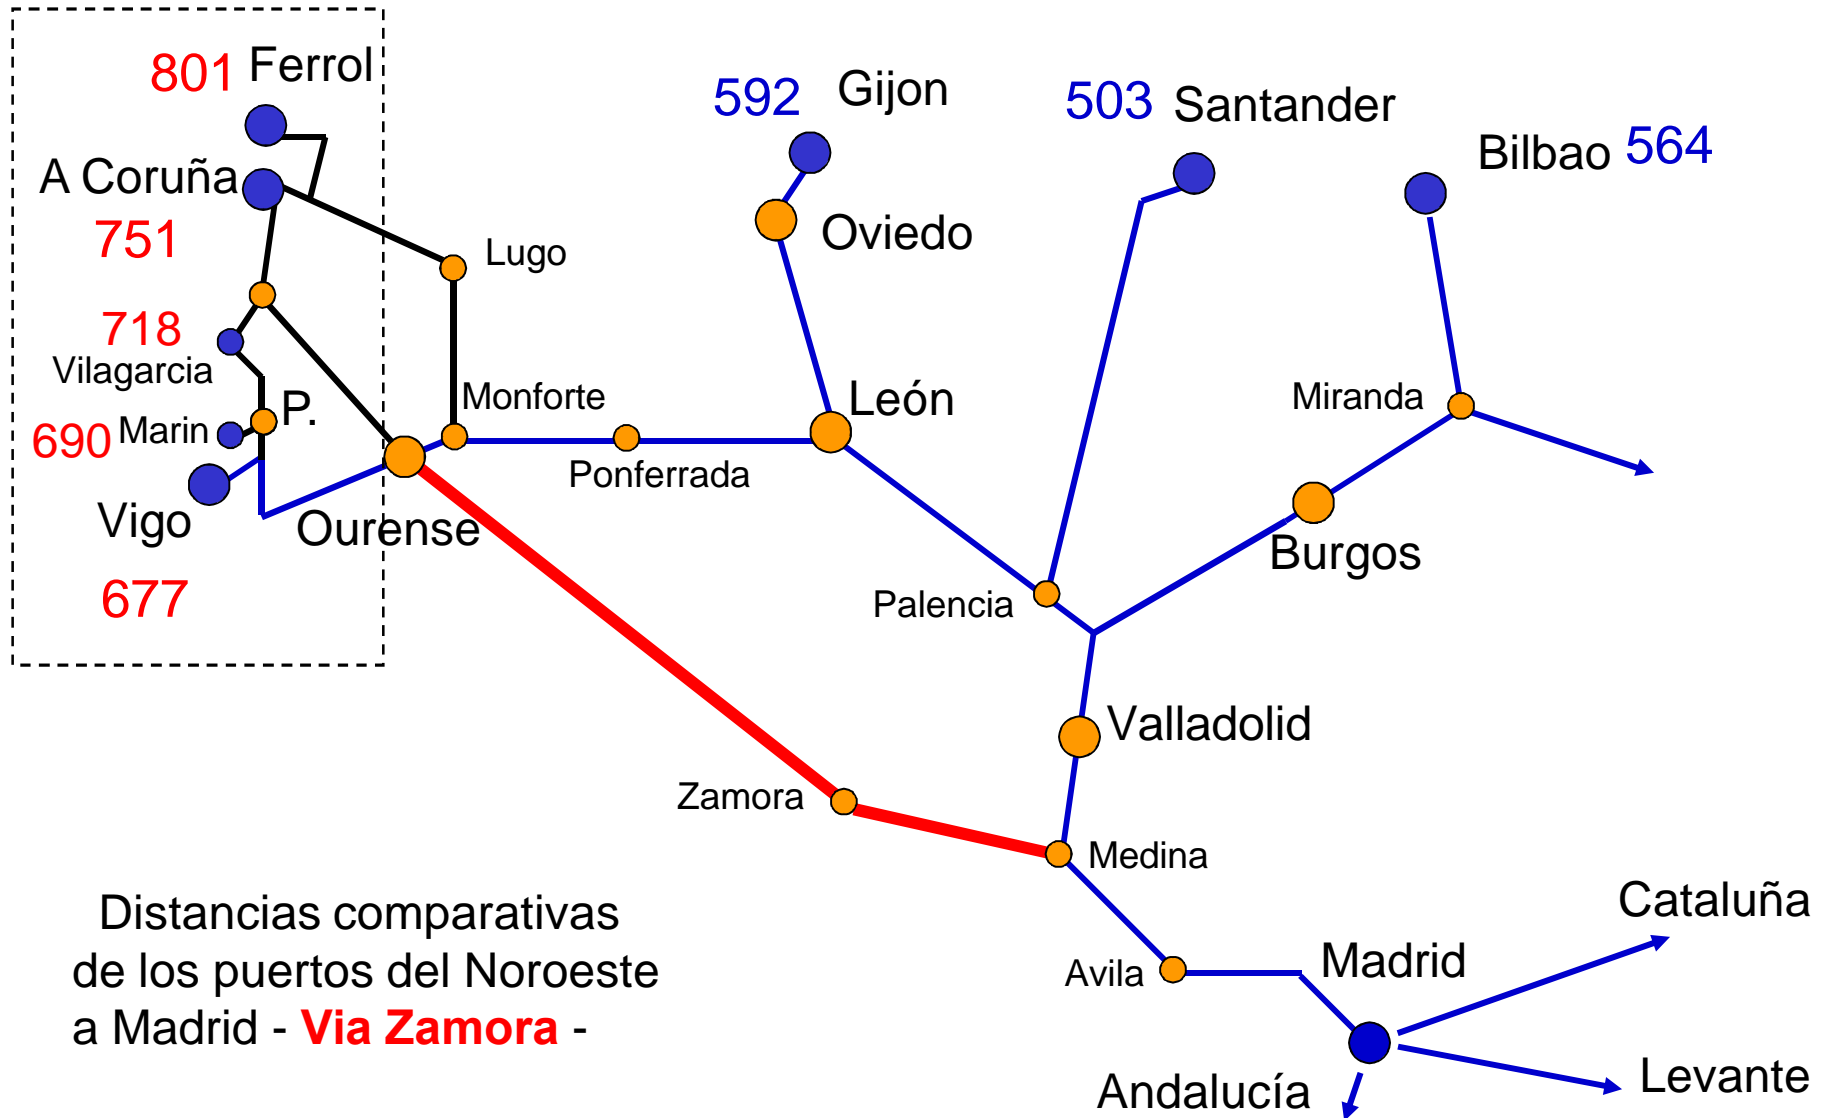 801 Ferrol
592 Gijon
503 Santander
Bilbao 564
A Coruña
751
Oviedo
Lugo
718
Vilagarcia
Monforte
León
Miranda
P.
690 Marin
Ponferrada
Vigo
Ourense
Burgos
677
Palencia
Valladolid
Zamora
Medina
Distancias comparativas
de los puertos del Noroeste
a Madrid - Via Zamora -
Cataluña
Avila
Madrid
Levante
Andalucía